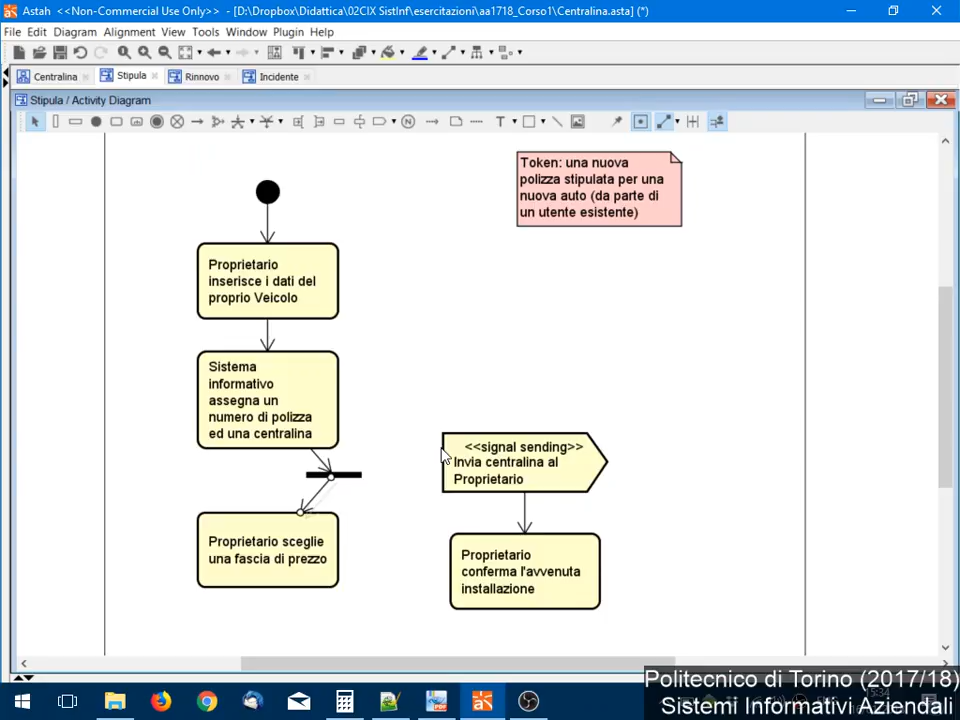 Astah <<Non-Commercial Use Only>> - [D:\Dropbox\Didattica\02CIX SistInf\esercitazioni\aa1718_Corso1\Centralina.asta] (*)
File Edit Diagram Alignment View Tools Window Plugin Help
Centralina Stipula Rinnovo Incidente
Stipula / Activity Diagram
Token: una nuova
polizza stipulata per una
nuova auto (da parte di
un utente esistente)
Proprietario
inserisce i dati del
proprio Veicolo
Sistema
informativo
assegna un
numero di polizza
ed una centralina
<<signal sending>>
Invia centralina al
Proprietario
Proprietario sceglie
una fascia di prezzo
Proprietario
conferma l'avvenuta
installazione
Politecnico di Torino (2017/18)
Sistemi Informativi Aziendali